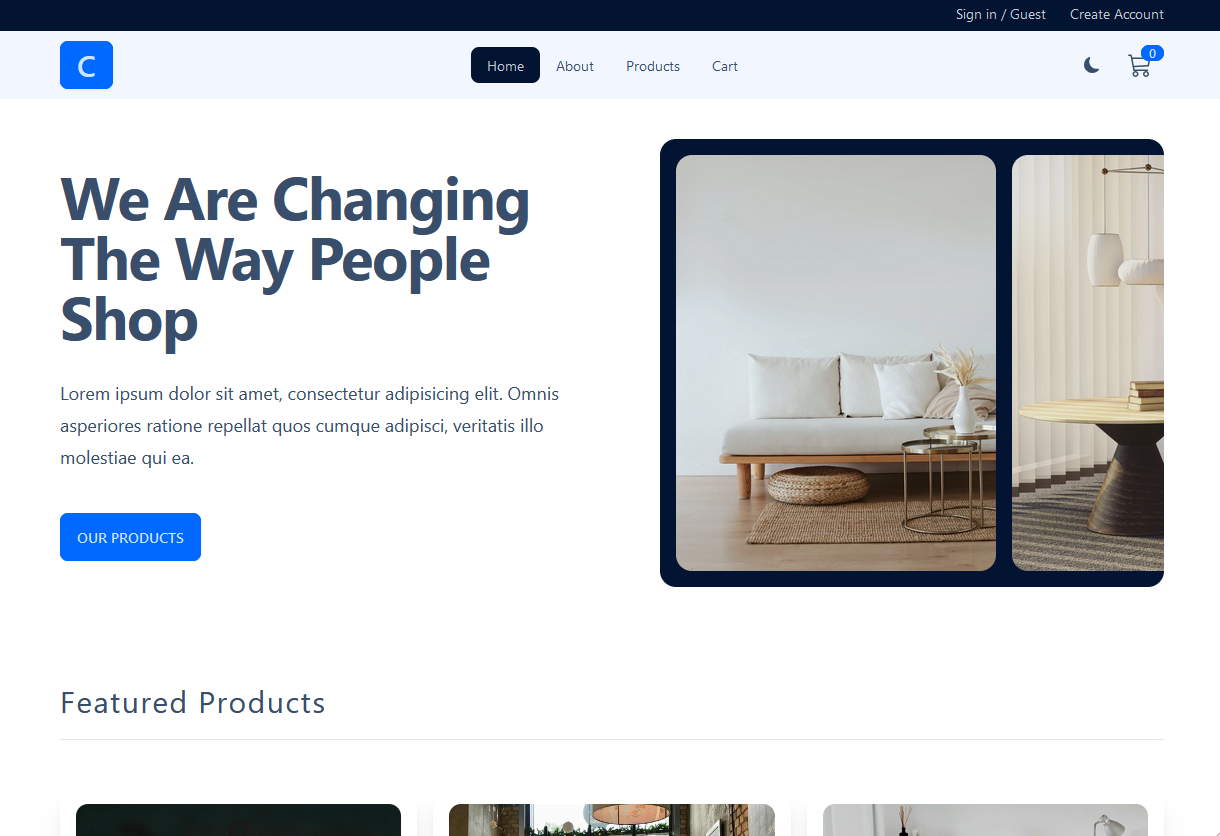 Sign in / Guest Create Account
C
Home About Products Cart
0
We Are Changing
The Way People
Shop
Lorem ipsum dolor sit amet, consectetur adipisicing elit. Omnis
asperiores ratione repellat quos cumque adipisci, veritatis illo
molestiae qui ea.
OUR PRODUCTS
Featured Products